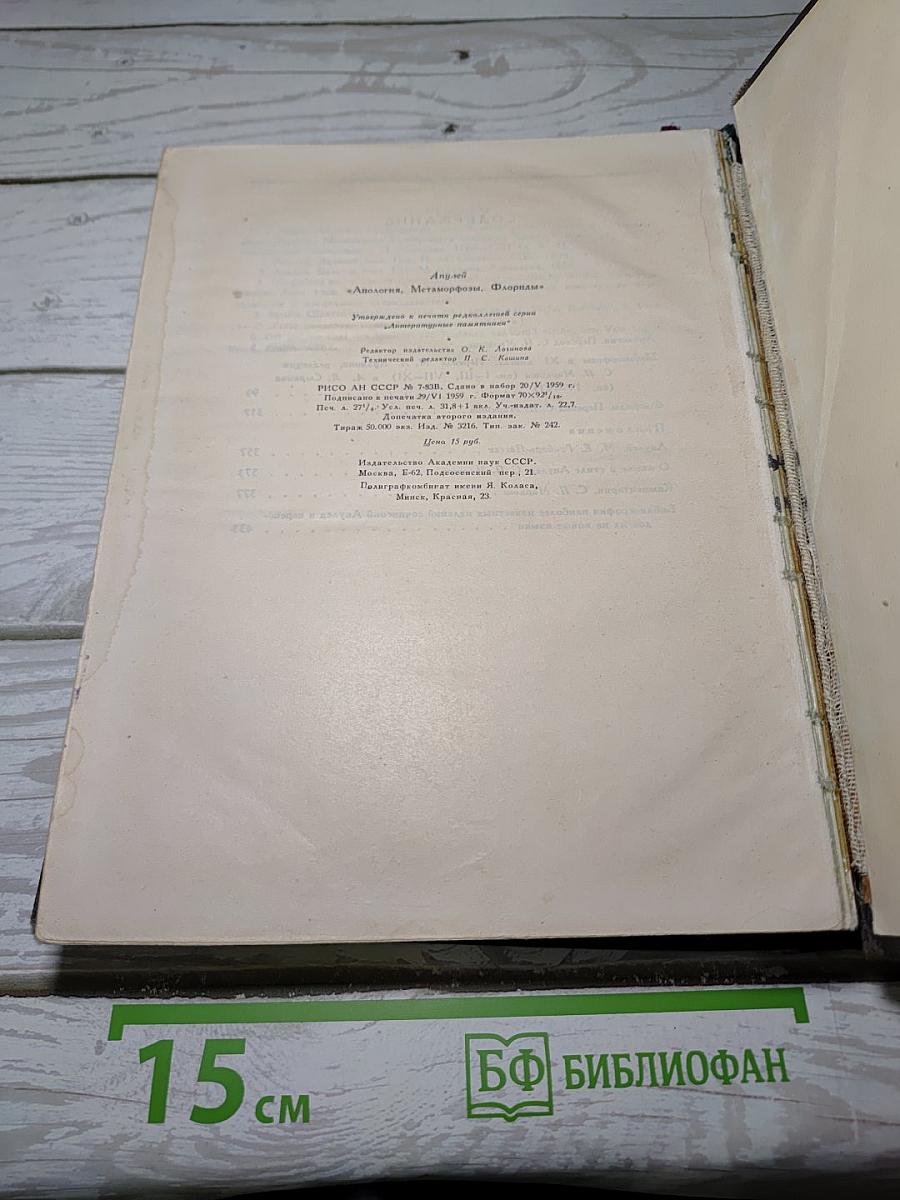 Апулей
«Апология, Метаморфозы, Флориды»
*
Утверждено к печати редколлегией серии
„Литературные памятники"
*
Редактор издательства О. К. Логинова
Технический редактор П. С. Кашина
*
РИСО АН СССР № 7-83В. Сдано в набор 20/V 1959 г.
Подписано к печати 29/VI 1959 г. Формат 70×92¹/₁₆.
Печ. л. 27¹/₄. Усл. печ. л. 31,8+1 вкл. Уч.-издат. л. 22,7.
Допечатка второго издания.
Тираж 50.000 экз. Изд. № 3216. Тип. зак. № 242.
Цена 15 руб.
Издательство Академии наук СССР.
Москва, Б-62, Подсосенский пер., 21.
Полиграфкомбинат имени Я. Коласа,
Минск, Красная, 23.
15 см
БФ БИБЛИОФАН